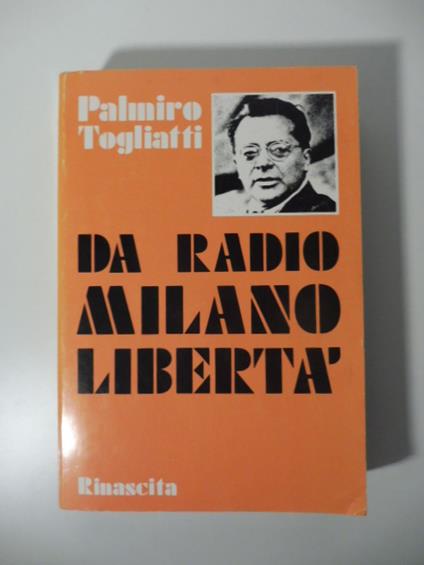 Palmiro
Togliatti
DA RADIO
MILANO
LIBERTA'
Rinascita